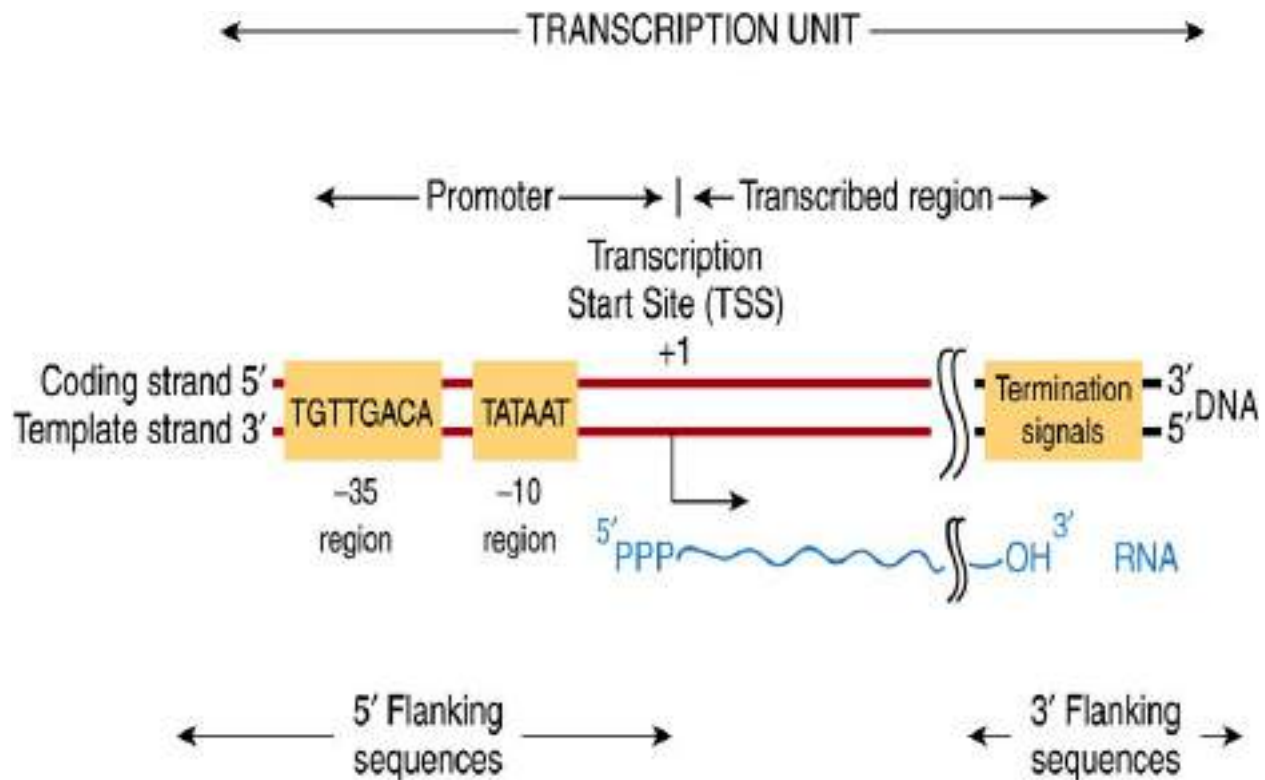 TRANSCRIPTION UNIT
Promoter
Transcribed region
Transcription
Start Site (TSS)
+1
Coding strand 5′
Template strand 3′
TGTTGACA
TATAAT
Termination
signals
3′
5′
DNA
–35
region
–10
region
5′
PPP
OH
3′
RNA
5′ Flanking
sequences
3′ Flanking
sequences